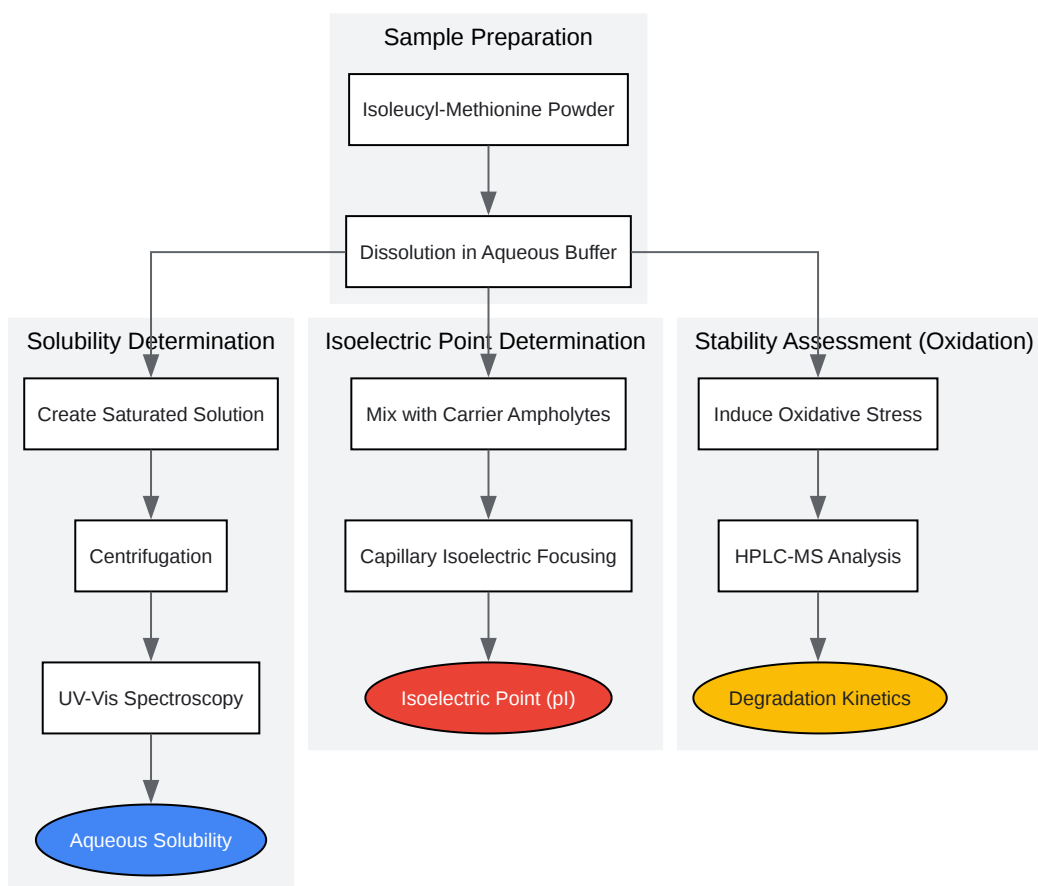 Sample Preparation
Isoleucyl-Methionine Powder
Dissolution in Aqueous Buffer
Solubility Determination
Create Saturated Solution
Centrifugation
UV-Vis Spectroscopy
Aqueous Solubility
Isoelectric Point Determination
Mix with Carrier Ampholytes
Capillary Isoelectric Focusing
Isoelectric Point (pI)
Stability Assessment (Oxidation)
Induce Oxidative Stress
HPLC-MS Analysis
Degradation Kinetics